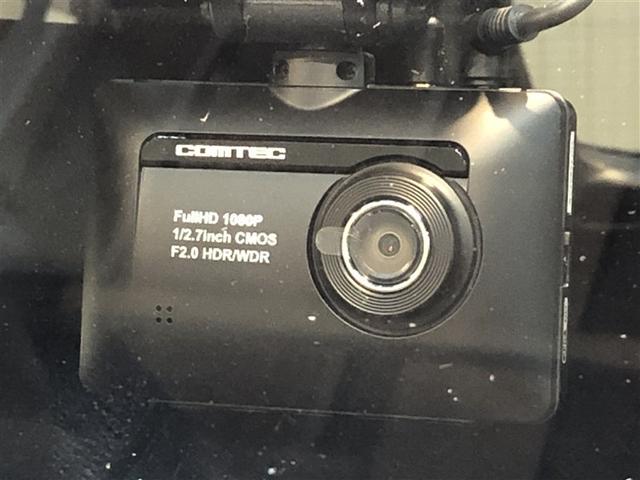 COMTEC
FullHD 1080P
1/2.7inch CMOS
F2.0 HDR/WDR